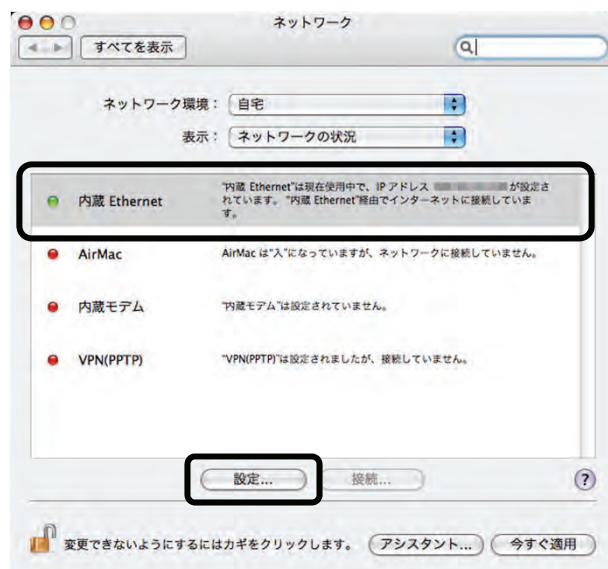 ネットワーク
すべてを表示
ネットワーク環境： 自宅
表示： ネットワークの状況
内蔵 Ethernet
"内蔵 Ethernet"は現在使用中で、IP アドレス が設定さ
れています。"内蔵 Ethernet"経由でインターネットに接続していま
す。
AirMac
AirMac は"入"になっていますが、ネットワークに接続していません。
内蔵モデム
"内蔵モデム"は設定されていません。
VPN(PPTP)
"VPN(PPTP)"は設定されましたが、接続していません。
設定...
接続...
?
変更できないようにするにはカギをクリックします。
アシスタント...
今すぐ適用